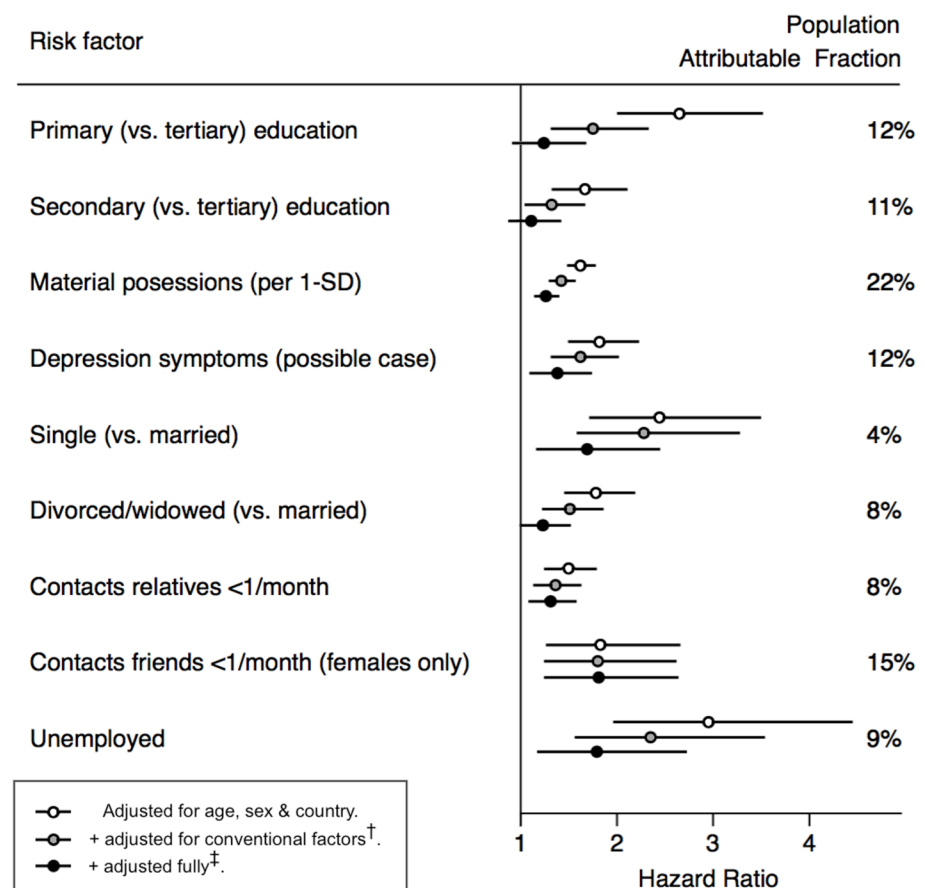 Population
Risk factor
Attributable Fraction
Primary (vs. tertiary) education 12%
Secondary (vs. tertiary) education 11%
Material posessions (per 1-SD) 22%
Depression symptoms (possible case) 12%
Single (vs. married) 4%
Divorced/widowed (vs. married) 8%
Contacts relatives <1/month 8%
Contacts friends <1/month (females only) 15%
Unemployed 9%
Adjusted for age, sex & country.
+ adjusted for conventional factors†.
+ adjusted fully‡.
1 2 3 4
Hazard Ratio